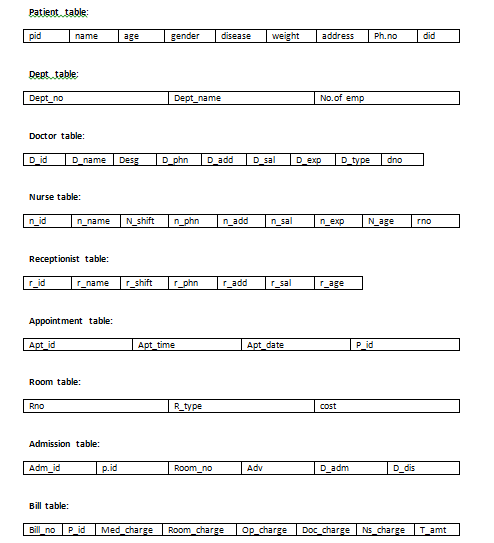 Patient table:
pid name age gender disease weight address Ph.no did
Dept table:
Dept_no Dept_name No.of emp
Doctor table:
D_id D_name Desg D_phn D_add D_sal D_exp D_type dno
Nurse table:
n_id n_name N_shift n_phn n_add n_sal n_exp N_age rno
Receptionist table:
r_id r_name r_shift r_phn r_add r_sal r_age
Appointment table:
Apt_id Apt_time Apt_date P_id
Room table:
Rno R_type cost
Admission table:
Adm_id p.id Room_no Adv D_adm D_dis
Bill table:
Bill_no P_id Med_charge Room_charge Op_charge Doc_charge Ns_charge T_amt